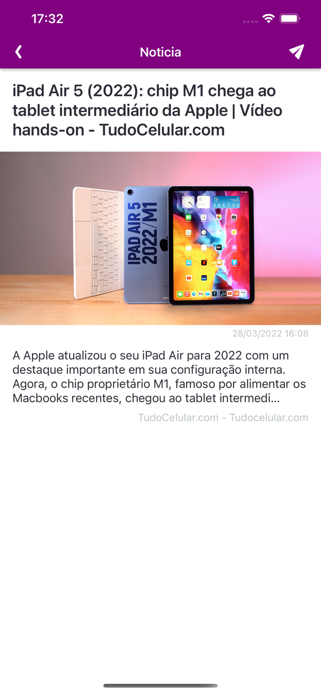 17:32
Noticia
iPad Air 5 (2022): chip M1 chega ao
tablet intermediário da Apple | Vídeo
hands-on - TudoCelular.com
IPAD AIR 5
2022/M1
28/03/2022 16:08
A Apple atualizou o seu iPad Air para 2022 com um
destaque importante em sua configuração interna.
Agora, o chip proprietário M1, famoso por alimentar os
Macbooks recentes, chegou ao tablet intermedi...
TudoCelular.com - Tudocelular.com